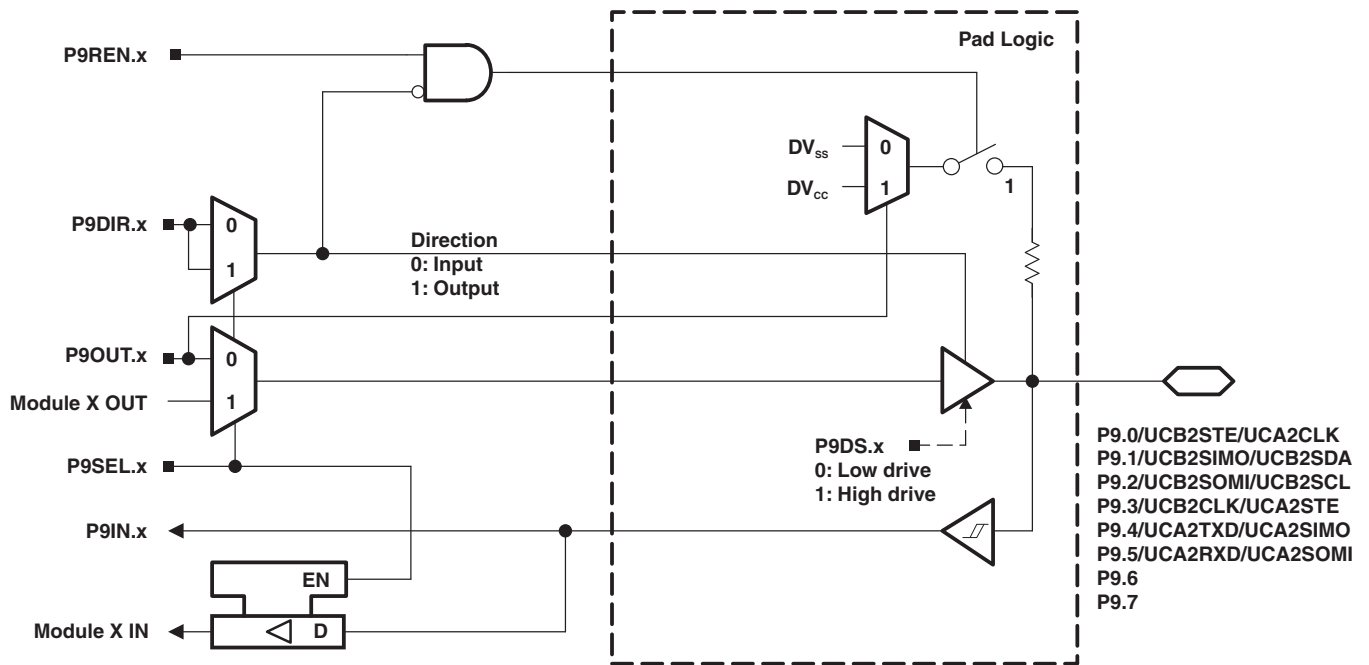 Pad Logic
P9REN.x
DVss
0
DVcc
1
1
P9DIR.x
0
1
Direction
0: Input
1: Output
P9OUT.x
0
Module X OUT
1
P9SEL.x
P9DS.x
0: Low drive
1: High drive
P9IN.x
EN
D
Module X IN
P9.0/UCB2STE/UCA2CLK
P9.1/UCB2SIMO/UCB2SDA
P9.2/UCB2SOMI/UCB2SCL
P9.3/UCB2CLK/UCA2STE
P9.4/UCA2TXD/UCA2SIMO
P9.5/UCA2RXD/UCA2SOMI
P9.6
P9.7